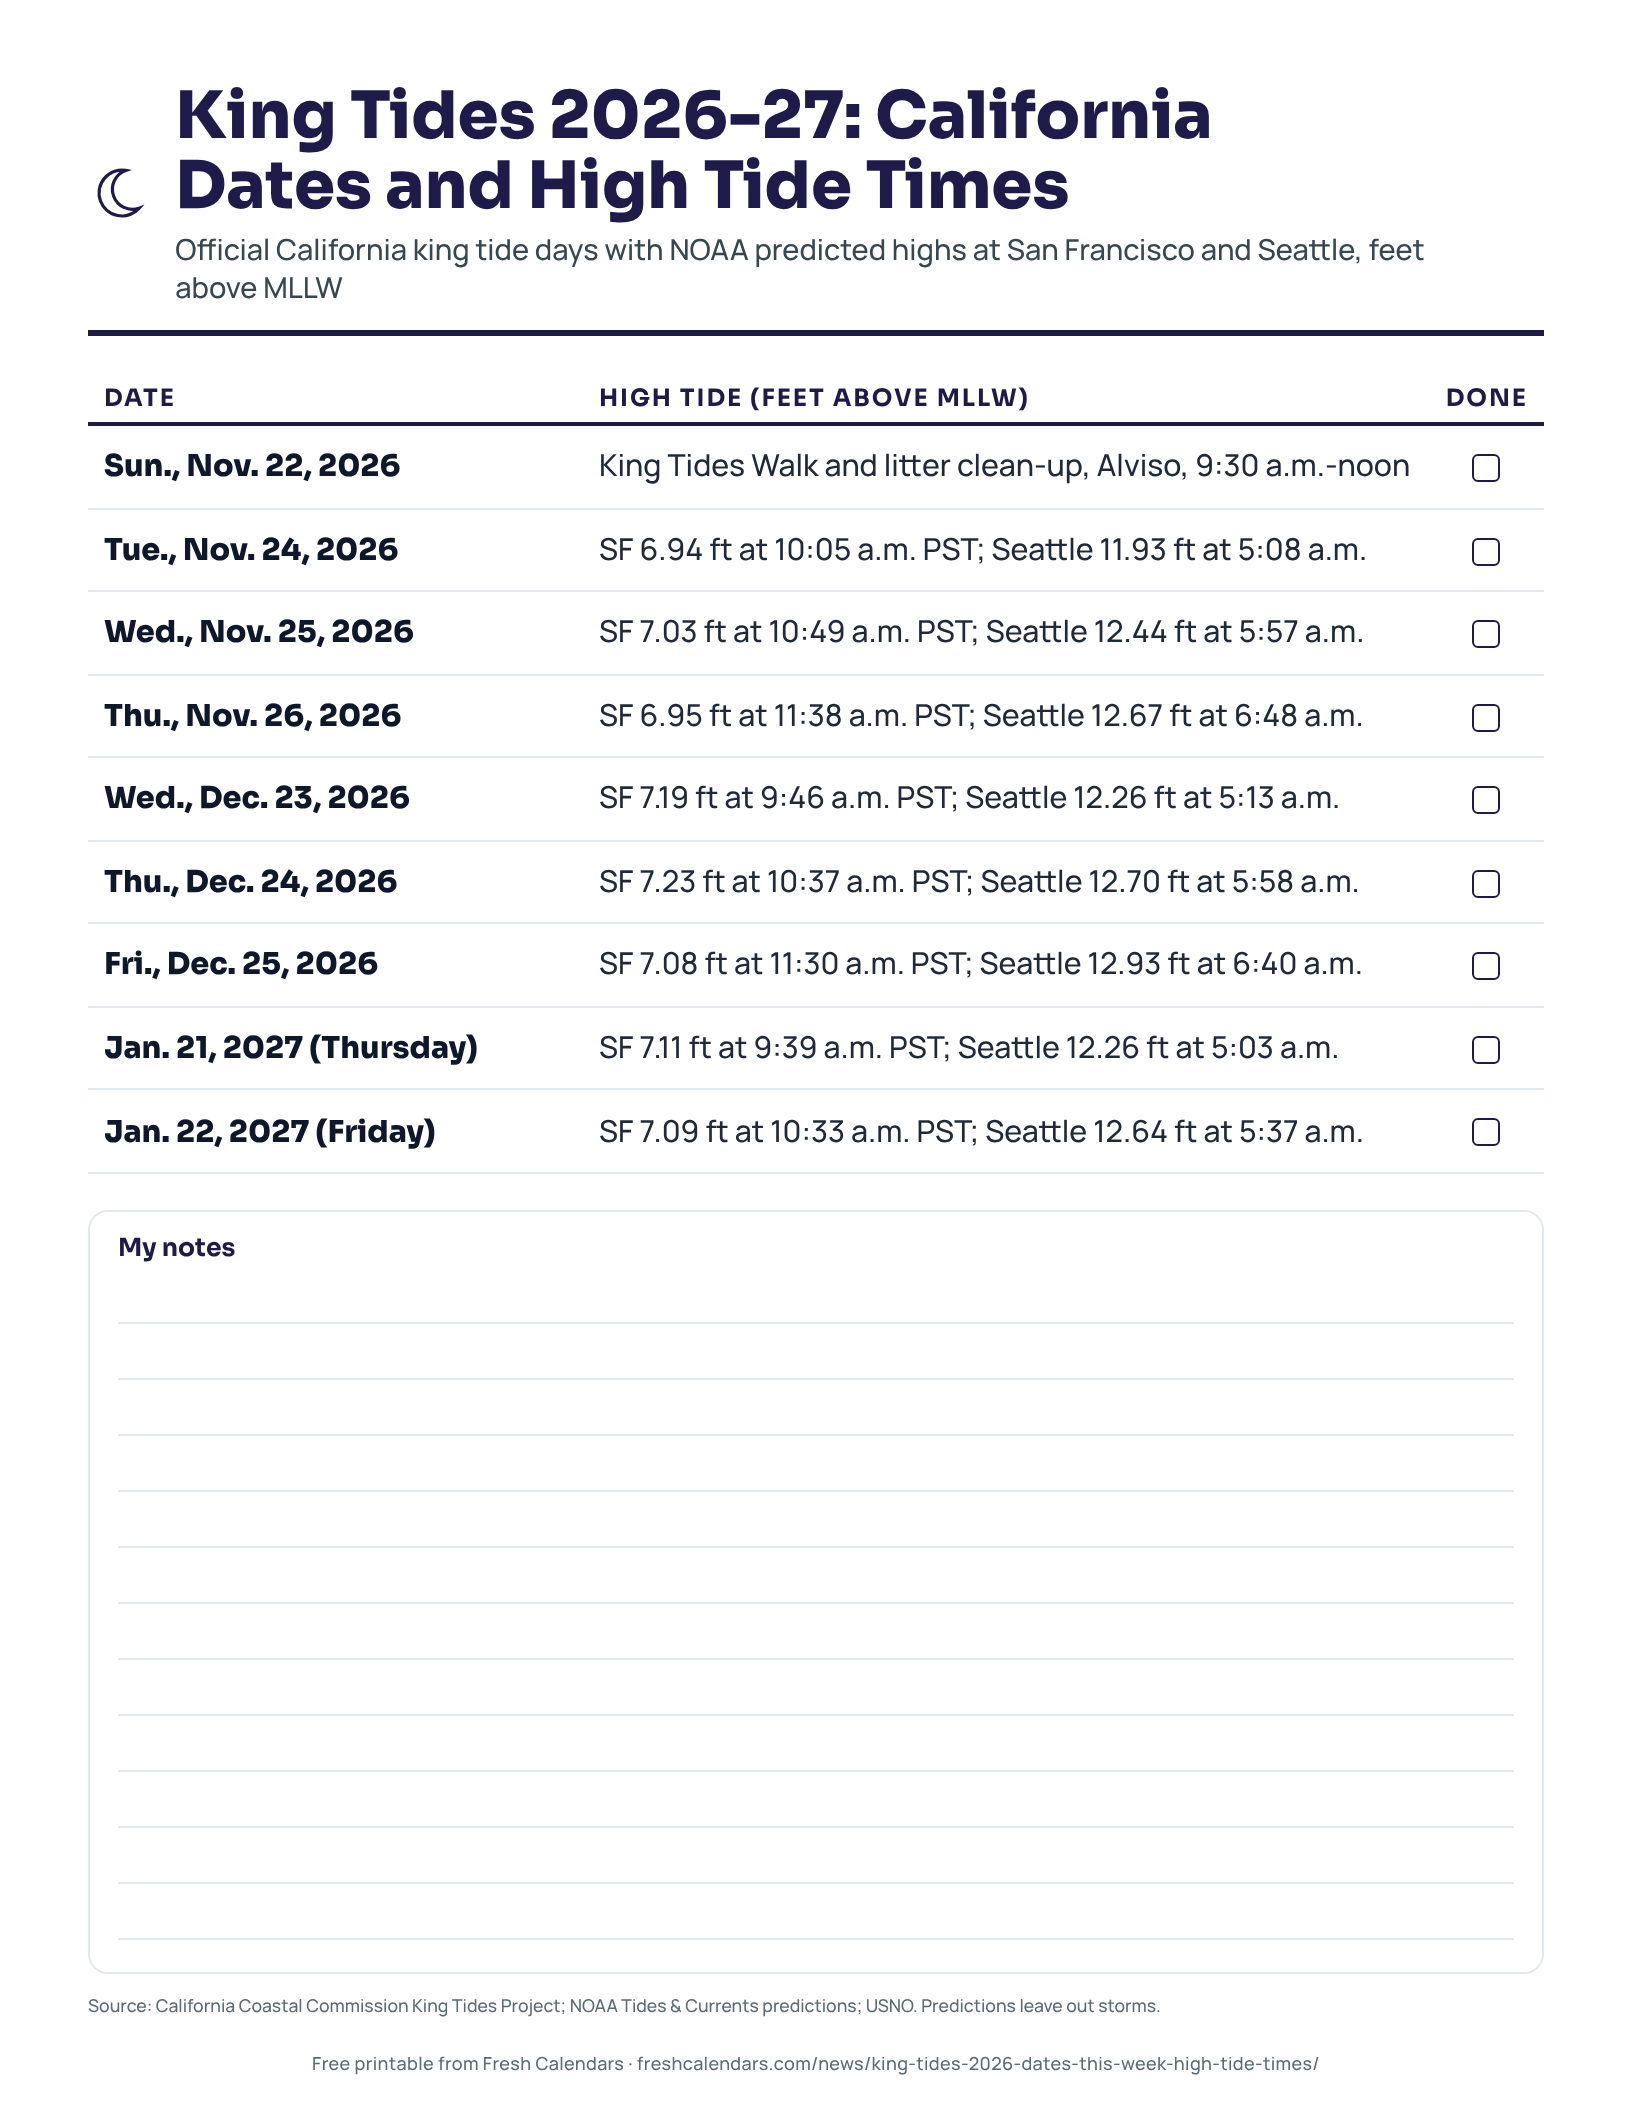 King Tides 2026–27: California
Dates and High Tide Times
Official California king tide days with NOAA predicted highs at San Francisco and Seattle, feet
above MLLW
DATE HIGH TIDE (FEET ABOVE MLLW) DONE
Sun., Nov. 22, 2026 King Tides Walk and litter clean-up, Alviso, 9:30 a.m.-noon
Tue., Nov. 24, 2026 SF 6.94 ft at 10:05 a.m. PST; Seattle 11.93 ft at 5:08 a.m.
Wed., Nov. 25, 2026 SF 7.03 ft at 10:49 a.m. PST; Seattle 12.44 ft at 5:57 a.m.
Thu., Nov. 26, 2026 SF 6.95 ft at 11:38 a.m. PST; Seattle 12.67 ft at 6:48 a.m.
Wed., Dec. 23, 2026 SF 7.19 ft at 9:46 a.m. PST; Seattle 12.26 ft at 5:13 a.m.
Thu., Dec. 24, 2026 SF 7.23 ft at 10:37 a.m. PST; Seattle 12.70 ft at 5:58 a.m.
Fri., Dec. 25, 2026 SF 7.08 ft at 11:30 a.m. PST; Seattle 12.93 ft at 6:40 a.m.
Jan. 21, 2027 (Thursday) SF 7.11 ft at 9:39 a.m. PST; Seattle 12.26 ft at 5:03 a.m.
Jan. 22, 2027 (Friday) SF 7.09 ft at 10:33 a.m. PST; Seattle 12.64 ft at 5:37 a.m.
My notes
Source: California Coastal Commission King Tides Project; NOAA Tides & Currents predictions; USNO. Predictions leave out storms.
Free printable from Fresh Calendars · freshcalendars.com/news/king-tides-2026-dates-this-week-high-tide-times/